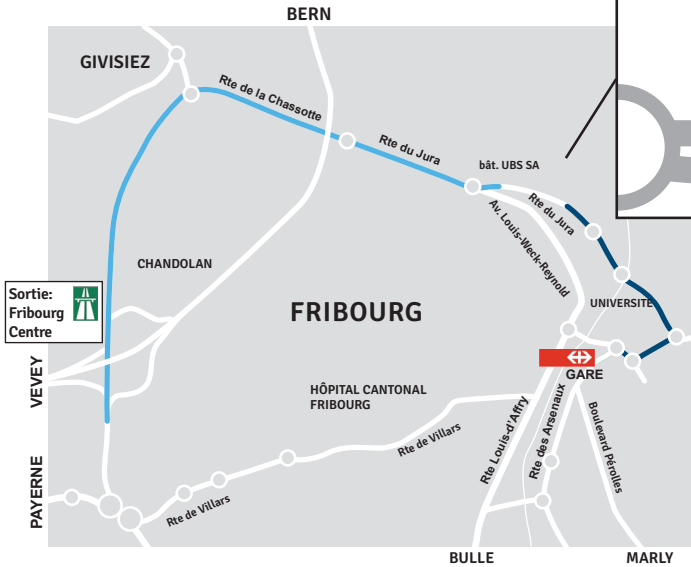 BERN
GIVISIEZ
Rte de la Chassotte
Rte du Jura
bât. UBS SA
Rte du Jura
Av. Louis-Weck-Reynold
CHANDOLAN
Sortie:
Fribourg
Centre
FRIBOURG
UNIVERSITÉ
GARE
VEVEY
HÔPITAL CANTONAL
FRIBOURG
Rte de Villars
Rte Louis-d'Affry
Rte des Arsenaux
Boulevard Pérolles
PAYERNE
Rte de Villars
BULLE
MARLY